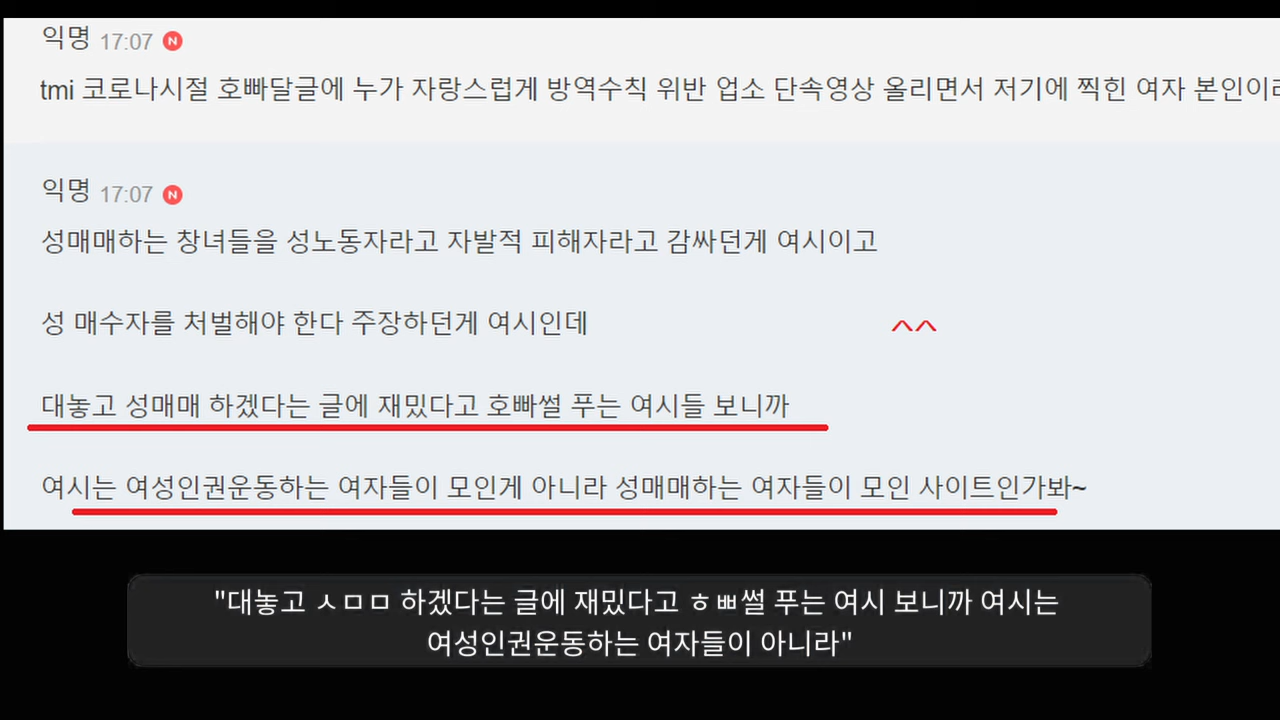 익명 17:07 N
tmi 코로나시절 호빠달글에 누가 자랑스럽게 방역수칙 위반 업소 단속영상 올리면서 저기에 찍힌 여자 본인이라
익명 17:07 N
성매매하는 창녀들을 성노동자라고 자발적 피해자라고 감싸던게 여시이고
성 매수자를 처벌해야 한다 주장하던게 여시인데 ^^
대놓고 성매매 하겠다는 글에 재밌다고 호빠썰 푸는 여시들 보니까
여시는 여성인권운동하는 여자들이 모인게 아니라 성매매하는 여자들이 모인 사이트인가봐~
"대놓고 ㅅㅁㅁ 하겠다는 글에 재밌다고 ㅎㅃ썰 푸는 여시 보니까 여시는
여성인권운동하는 여자들이 아니라"